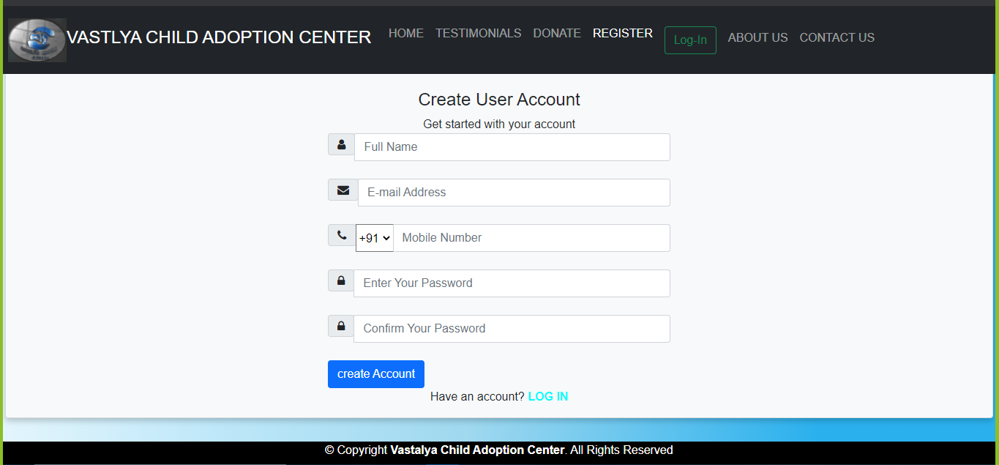 VASTLYA CHILD ADOPTION CENTER HOME TESTIMONIALS DONATE REGISTER Log-In ABOUT US CONTACT US
Create User Account
Get started with your account
Full Name
E-mail Address
+91 Mobile Number
Enter Your Password
Confirm Your Password
create Account
Have an account? LOG IN
© Copyright Vastalya Child Adoption Center. All Rights Reserved